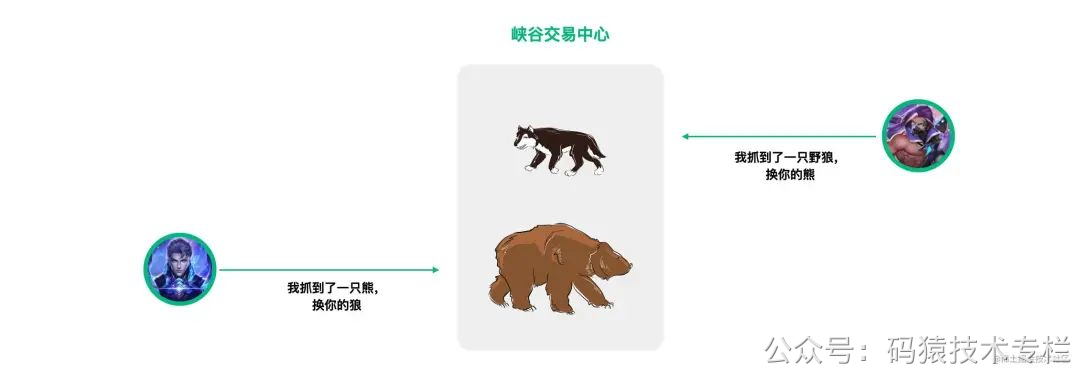 峡谷交易中心
我抓到了一只野狼,
换你的熊
我抓到了一只熊,
换你的狼
公众号:码猿技术专栏